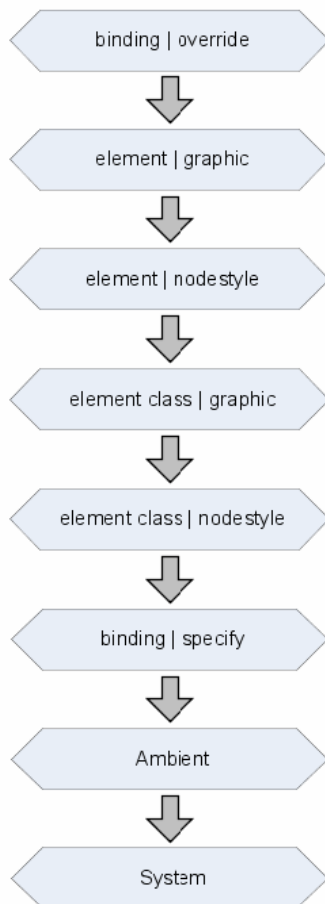 binding | override
element | graphic
element | nodestyle
element class | graphic
element class | nodestyle
binding | specify
Ambient
System